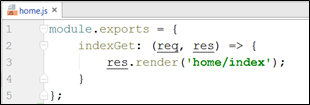 home.js ×
1 module.exports = {
2     indexGet: (req, res) => {
3         res.render('home/index');
4     }
5 };